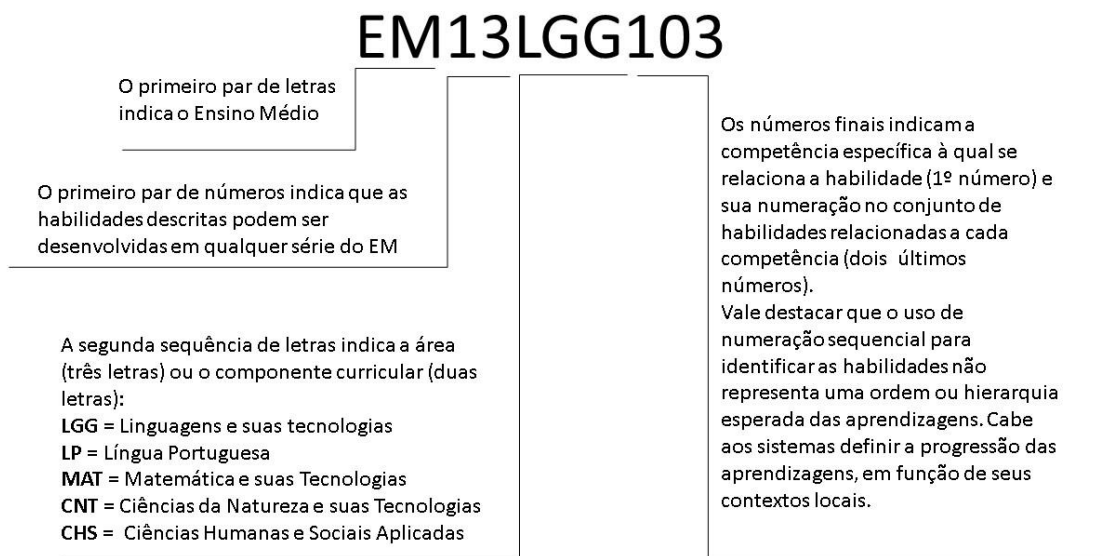 EM13LGG103
O primeiro par de letras
indica o Ensino Médio
O primeiro par de números indica que as
habilidades descritas podem ser
desenvolvidas em qualquer série do EM
A segunda sequência de letras indica a área
(três letras) ou o componente curricular (duas
letras):
LGG = Linguagens e suas tecnologias
LP = Língua Portuguesa
MAT = Matemática e suas Tecnologias
CNT = Ciências da Natureza e suas Tecnologias
CHS = Ciências Humanas e Sociais Aplicadas
Os números finais indicam a
competência específica à qual se
relaciona a habilidade (1º número) e
sua numeração no conjunto de
habilidades relacionadas a cada
competência (dois últimos
números).
Vale destacar que o uso de
numeração sequencial para
identificar as habilidades não
representa uma ordem ou hierarquia
esperada das aprendizagens. Cabe
aos sistemas definir a progressão das
aprendizagens, em função de seus
contextos locais.